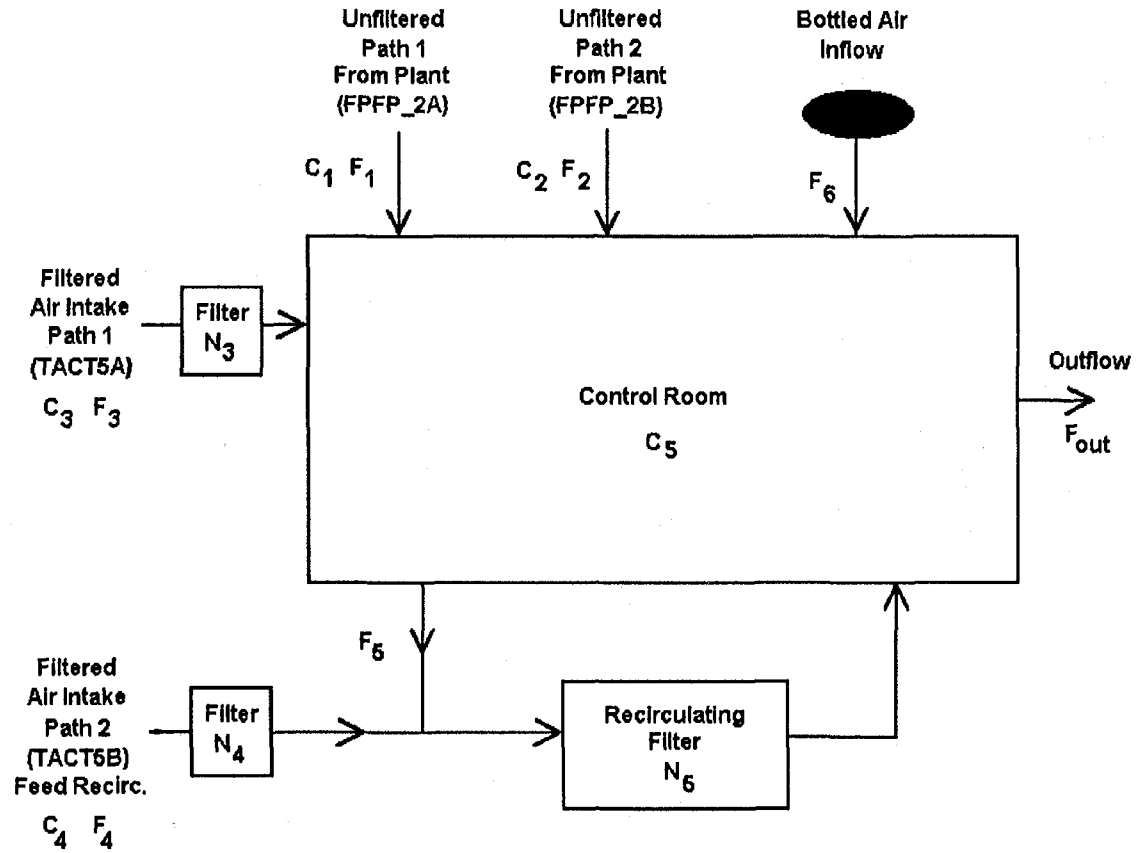 Unfiltered
Path 1
From Plant
(FPFP_2A)
Unfiltered
Path 2
From Plant
(FPFP_2B)
Bottled Air
Inflow
C1 F1
C2 F2
F6
Filtered
Air Intake
Path 1
(TACT5A)
C3 F3
Filter
N3
Control Room
C5
Outflow
Fout
F5
Filtered
Air Intake
Path 2
(TACT5B)
Feed Recirc.
C4 F4
Filter
N4
Recirculating
Filter
N5